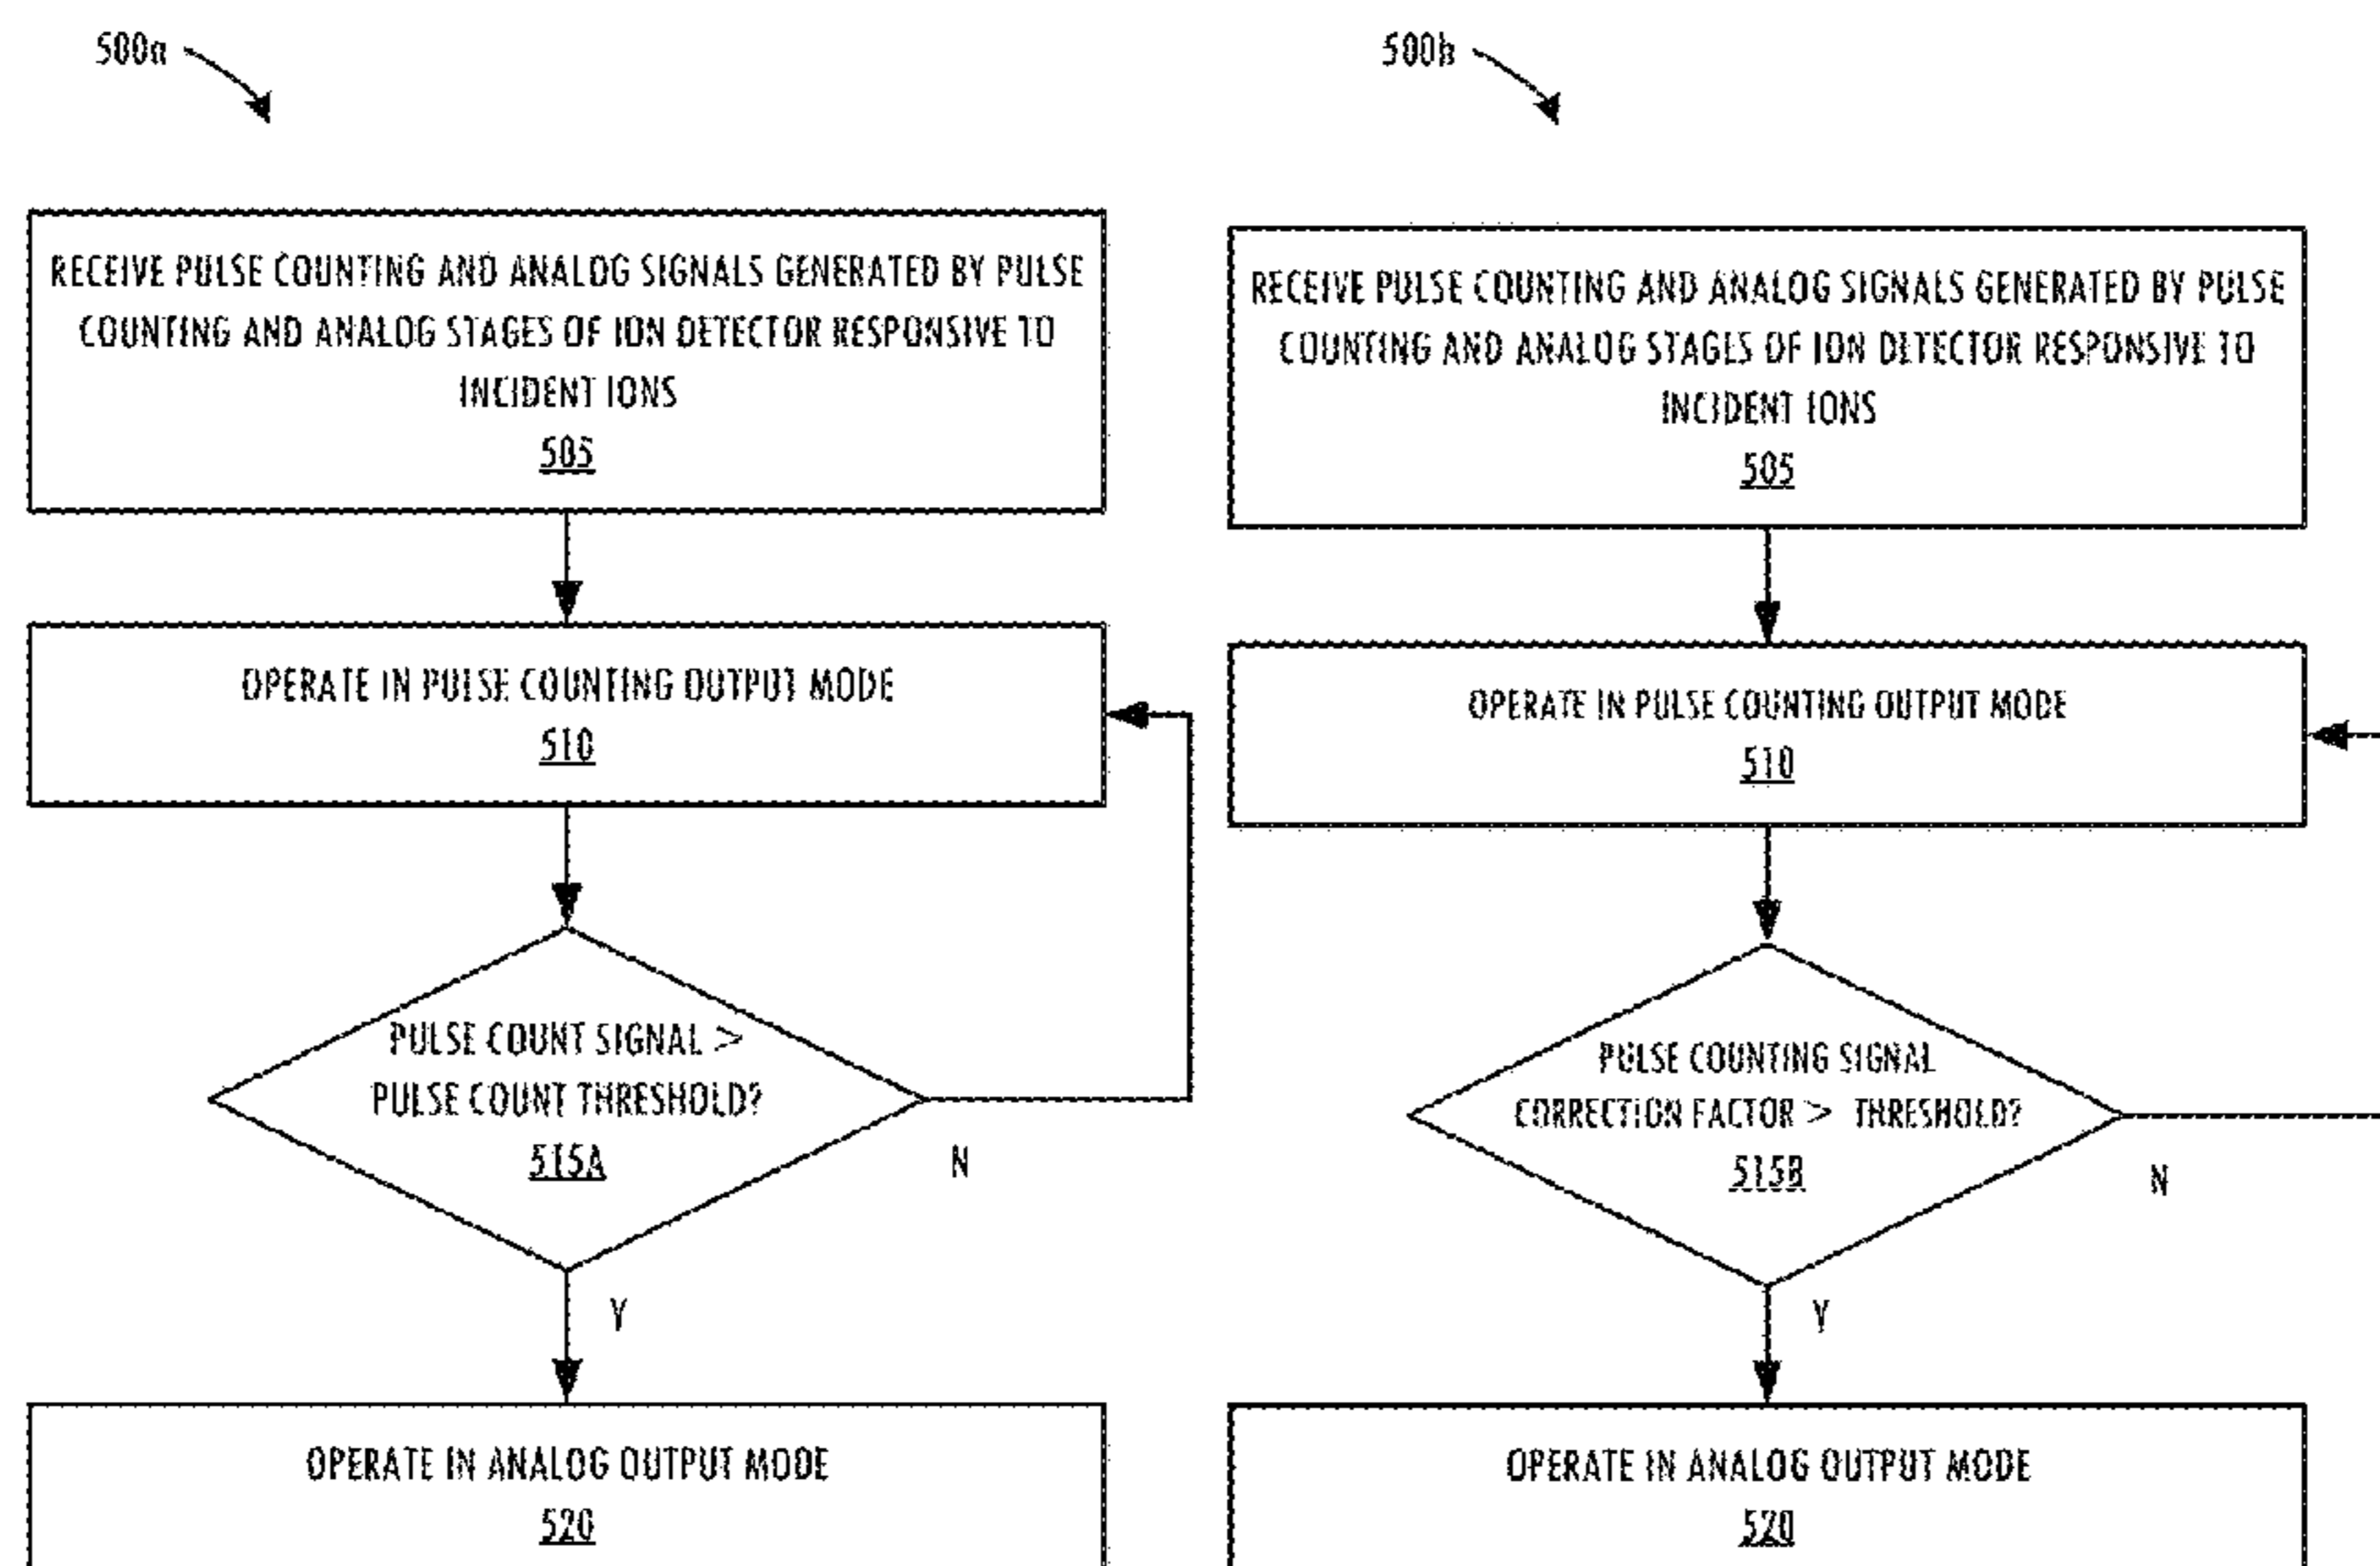 500a
RECEIVE PULSE COUNTING AND ANALOG SIGNALS GENERATED BY PULSE
COUNTING AND ANALOG STAGES OF ION DETECTOR RESPONSIVE TO
INCIDENT IONS
505
OPERATE IN PULSE COUNTING OUTPUT MODE
510
PULSE COUNT SIGNAL >
PULSE COUNT THRESHOLD?
515A
N
Y
OPERATE IN ANALOG OUTPUT MODE
520
500b
RECEIVE PULSE COUNTING AND ANALOG SIGNALS GENERATED BY PULSE
COUNTING AND ANALOG STAGES OF ION DETECTOR RESPONSIVE TO
INCIDENT IONS
505
OPERATE IN PULSE COUNTING OUTPUT MODE
510
PULSE COUNTING SIGNAL
CORRECTION FACTOR > THRESHOLD?
515B
N
Y
OPERATE IN ANALOG OUTPUT MODE
520